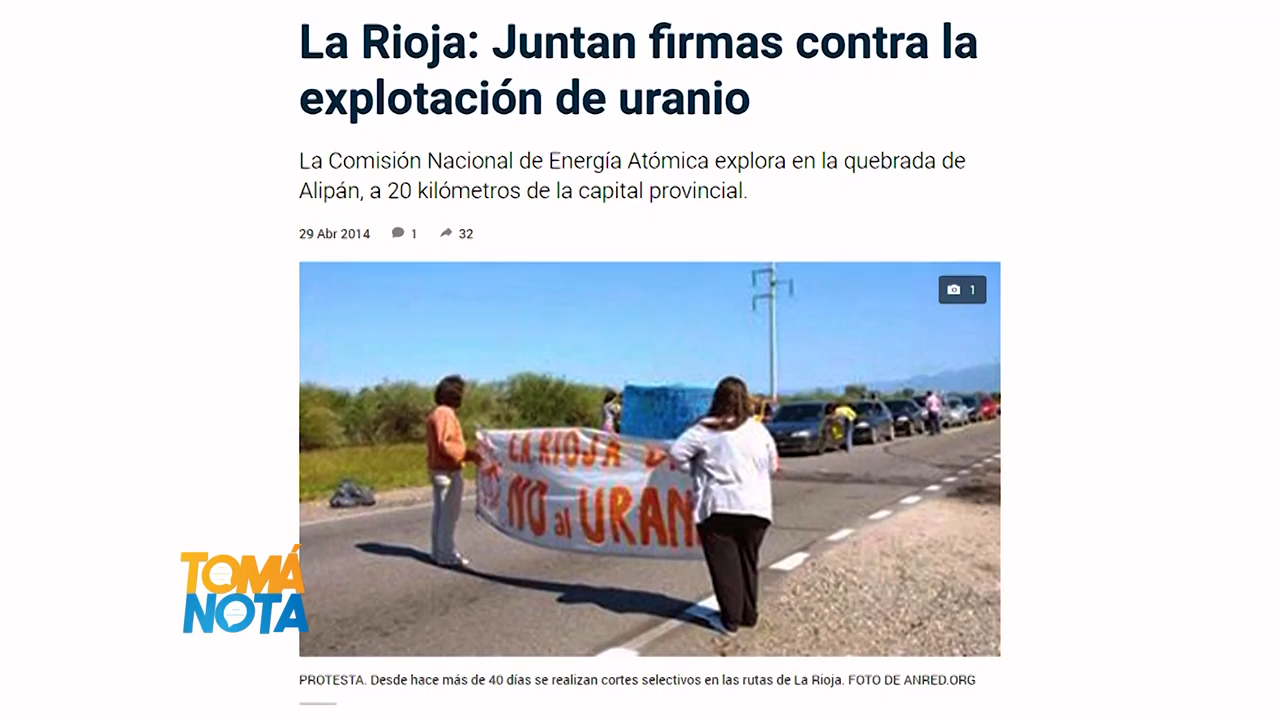 La Rioja: Juntan firmas contra la
explotación de uranio
La Comisión Nacional de Energía Atómica explora en la quebrada de
Alipán, a 20 kilómetros de la capital provincial.
29 Abr 2014 1 32
1
LA RIOJA
NO al URAN
TOMÁ
NOTA
PROTESTA. Desde hace más de 40 días se realizan cortes selectivos en las rutas de La Rioja. FOTO DE ANRED.ORG